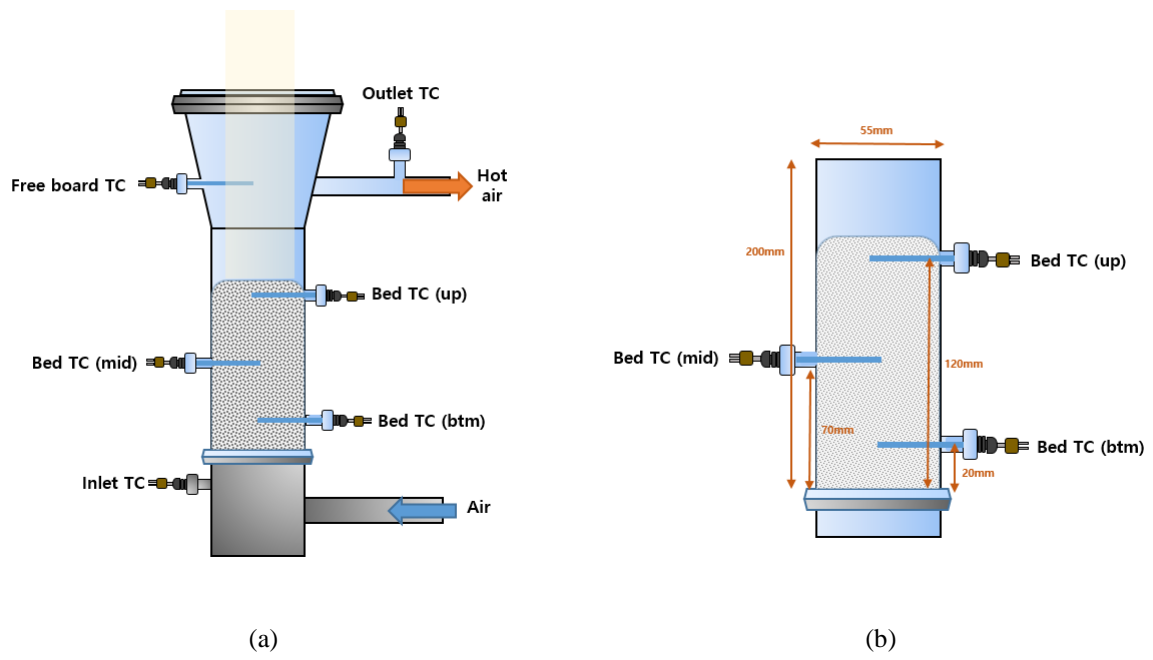 Outlet TC
Free board TC
Hot
air
Bed TC (up)
Bed TC (mid)
Bed TC (btm)
Inlet TC
Air
(a)
55mm
200mm
Bed TC (up)
Bed TC (mid)
120mm
70mm
Bed TC (btm)
20mm
(b)